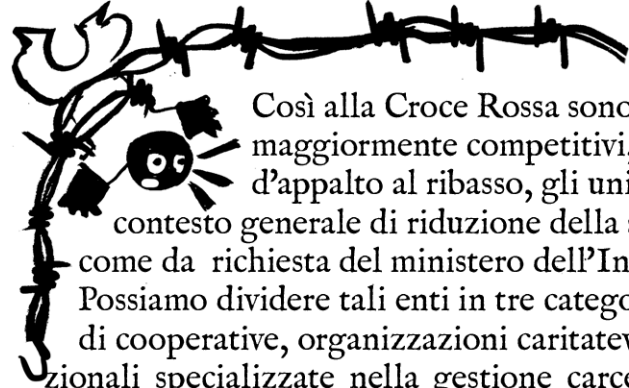 Così alla Croce Rossa sono
maggiormente competitivi,
d'appalto al ribasso, gli uni
contesto generale di riduzione della
come da richiesta del ministero dell'In
Possiamo dividere tali enti in tre catego
di cooperative, organizzazioni caritatev
zionali specializzate nella gestione carce